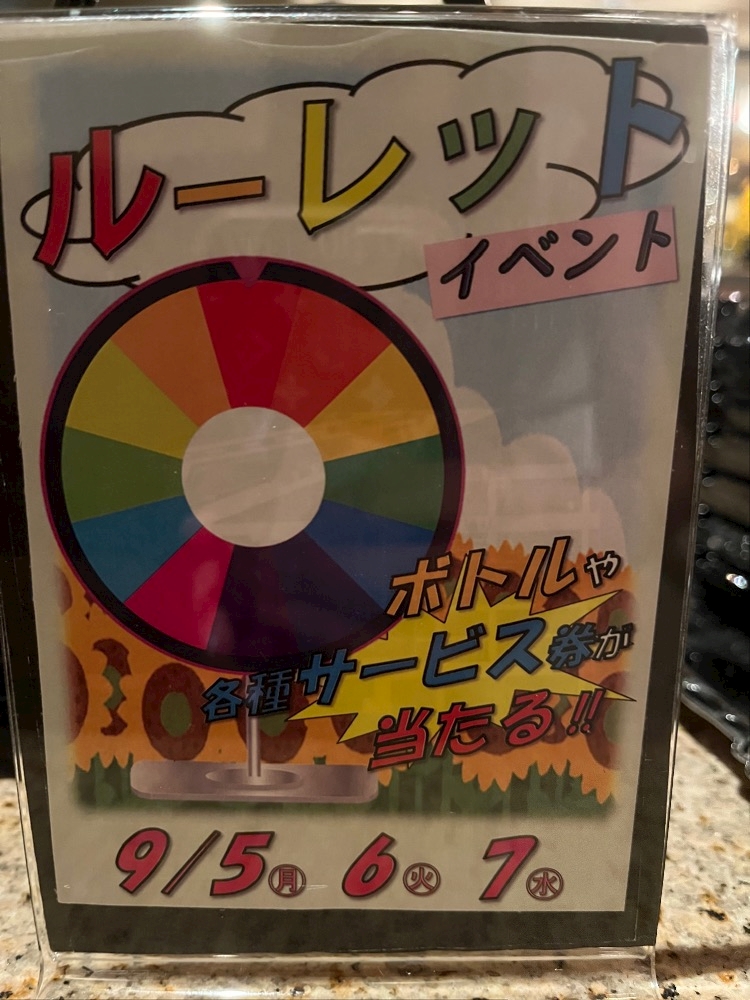 ルーレット
イベント
ボトルや
各種サービス券が
当たる!!
9/5㊊ 6㊋ 7㊌